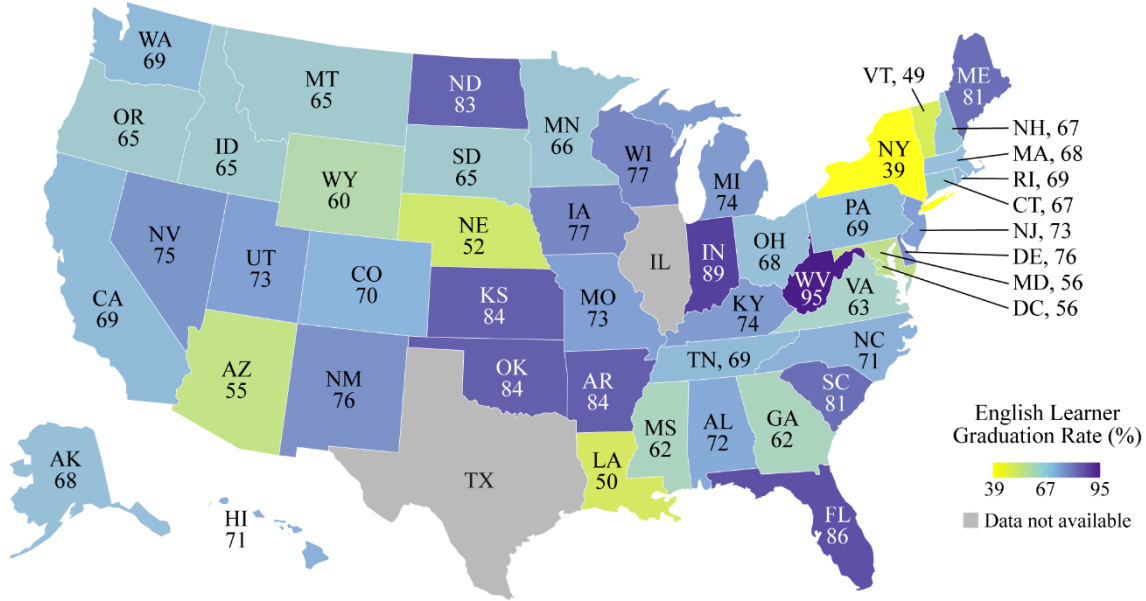 WA
69
MT
65
ND
83
MN
66
VT, 49
ME
81
OR
65
ID
65
WY
60
SD
65
WI
77
MI
74
NY
39
NH, 67
MA, 68
RI, 69
CT, 67
NJ, 73
DE, 76
MD, 56
DC, 56
NV
75
UT
73
CO
70
NE
52
IA
77
IL
IN
89
OH
68
PA
69
WV
95
VA
63
CA
69
KS
84
MO
73
KY
74
NC
71
AZ
55
NM
76
OK
84
AR
84
TN, 69
SC
81
MS
62
AL
72
GA
62
TX
LA
50
FL
86
AK
68
HI
71
English Learner
Graduation Rate (%)
39 67 95
Data not available